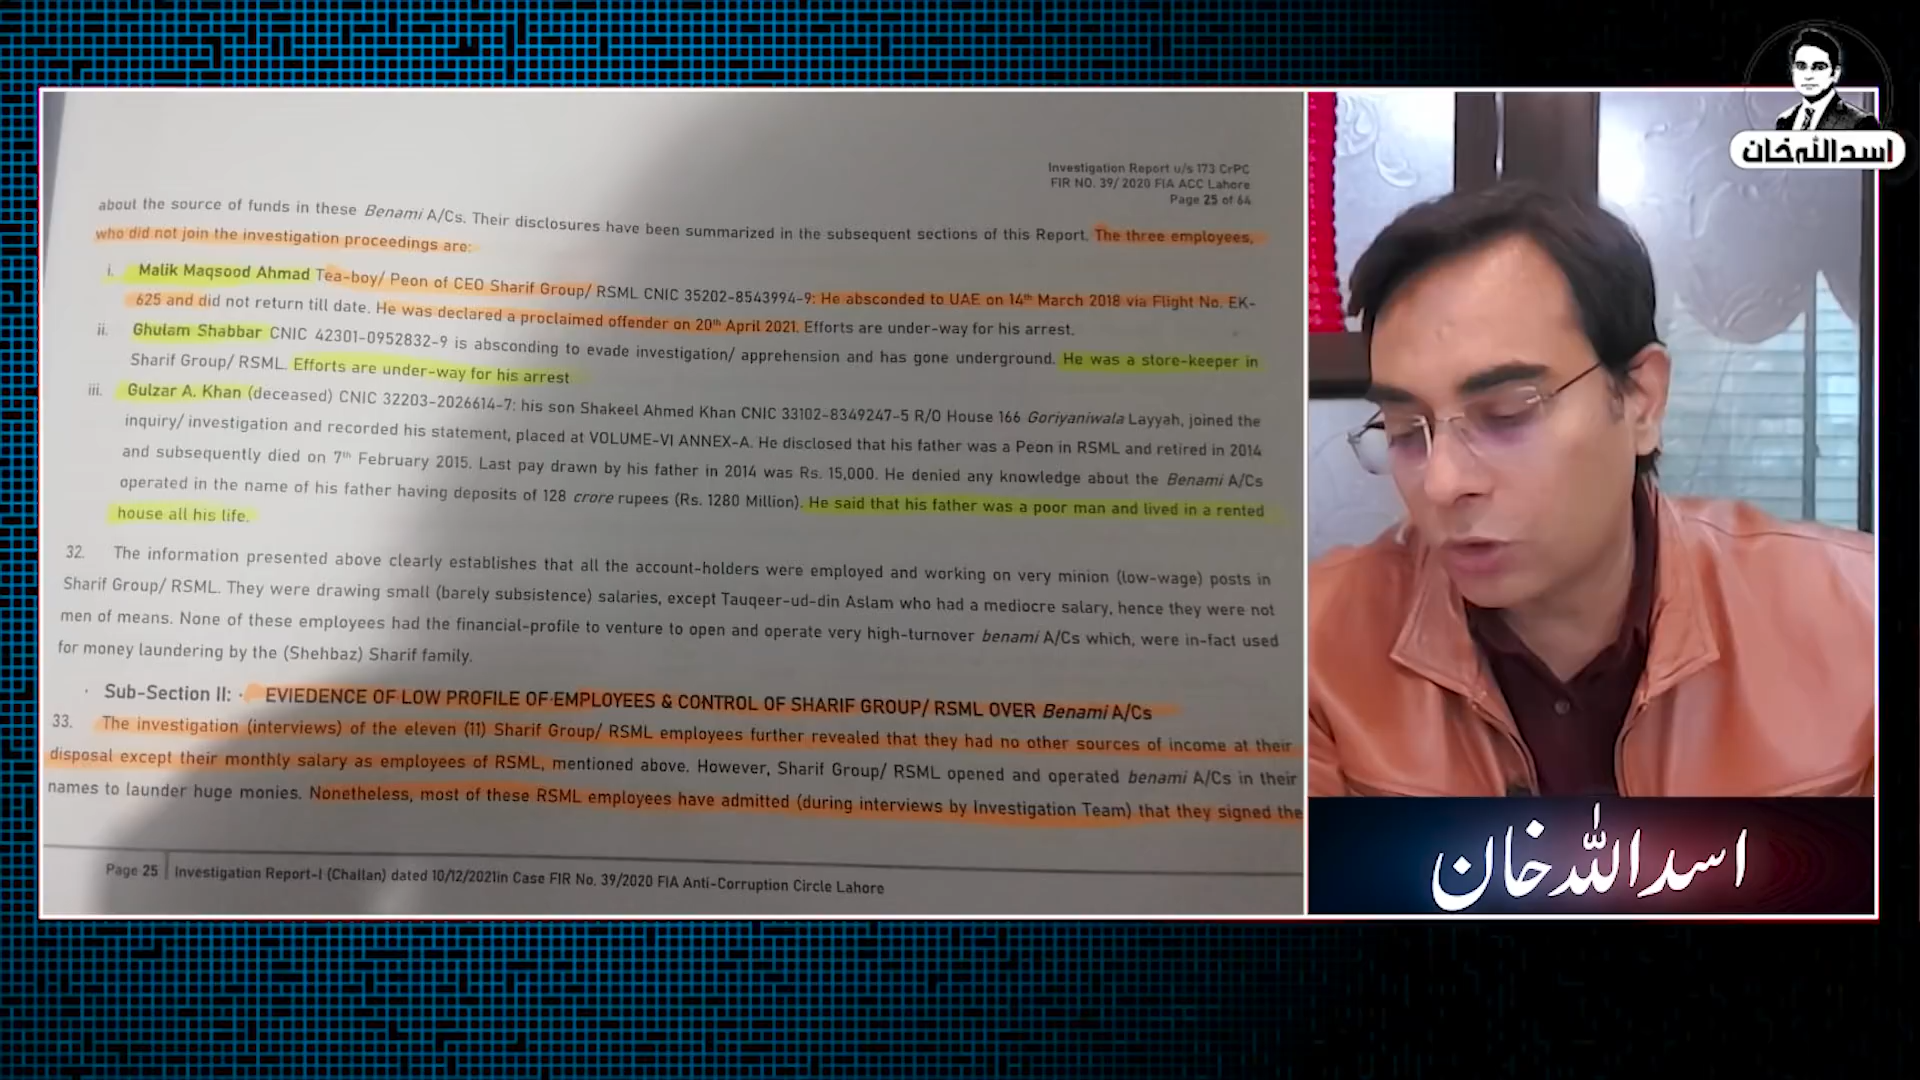 Investigation Report u/s 173 CrPC
FIR NO. 39/ 2020 FIA ACC Lahore
Page 25 of 64
about the source of funds in these Benami A/Cs. Their disclosures have been summarized in the subsequent sections of this Report. The three employees,
who did not join the investigation proceedings are:
i. Malik Maqsood Ahmad Tea-boy/ Peon of CEO Sharif Group/ RSML CNIC 35202-8543994-9: He absconded to UAE on 14th March 2018 via Flight No. EK-
625 and did not return till date. He was declared a proclaimed offender on 20th April 2021. Efforts are under-way for his arrest.
ii. Ghulam Shabbar CNIC 42301-0952832-9 is absconding to evade investigation/ apprehension and has gone underground. He was a store-keeper in
Sharif Group/ RSML. Efforts are under-way for his arrest
iii. Gulzar A. Khan (deceased) CNIC 32203-2026614-7: his son Shakeel Ahmed Khan CNIC 33102-8349247-5 R/O House 166 Goriyaniwala Layyah, joined the
inquiry/ investigation and recorded his statement, placed at VOLUME-VI ANNEX-A. He disclosed that his father was a Peon in RSML and retired in 2014
and subsequently died on 7th February 2015. Last pay drawn by his father in 2014 was Rs. 15,000. He denied any knowledge about the Benami A/Cs
operated in the name of his father having deposits of 128 crore rupees (Rs. 1280 Million). He said that his father was a poor man and lived in a rented
house all his life.
32. The information presented above clearly establishes that all the account-holders were employed and working on very minion (low-wage) posts in
Sharif Group/ RSML. They were drawing small (barely subsistence) salaries, except Tauqeer-ud-din Aslam who had a mediocre salary, hence they were not
men of means. None of these employees had the financial-profile to venture to open and operate very high-turnover benami A/Cs which, were in-fact used
for money laundering by the (Shehbaz) Sharif family.
Sub-Section II: EVIEDENCE OF LOW PROFILE OF EMPLOYEES & CONTROL OF SHARIF GROUP/ RSML OVER Benami A/Cs
33. The investigation (interviews) of the eleven (11) Sharif Group/ RSML employees further revealed that they had no other sources of income at their
disposal except their monthly salary as employees of RSML, mentioned above. However, Sharif Group/ RSML opened and operated benami A/Cs in their
names to launder huge monies. Nonetheless, most of these RSML employees have admitted (during interviews by Investigation Team) that they signed the
Page 25 | Investigation Report-I (Challan) dated 10/12/2021in Case FIR No. 39/2020 FIA Anti-Corruption Circle Lahore
اسد اللہ خان
اسد اللہ خان